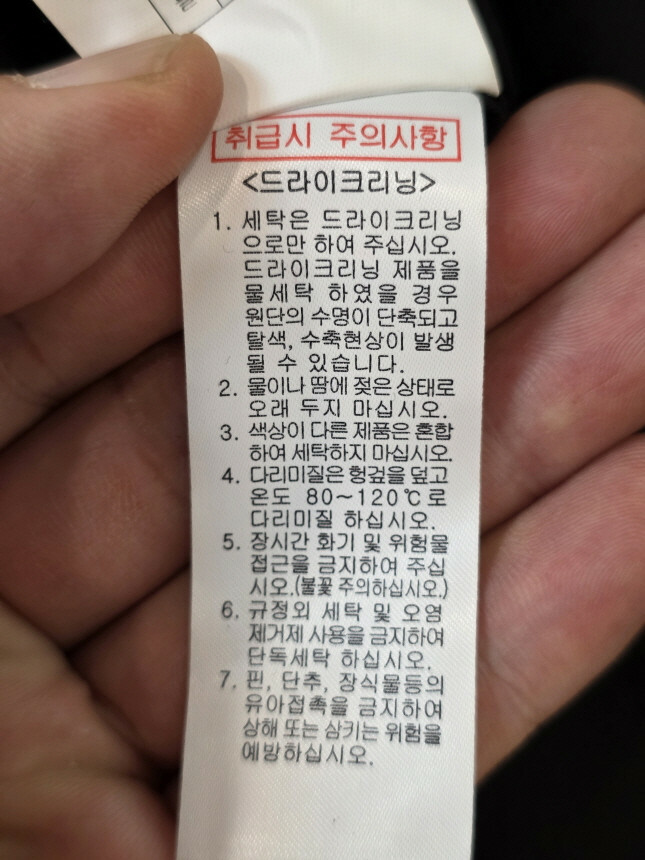 취급시 주의사항
<드라이크리닝>
1. 세탁은 드라이크리닝
으로만 하여 주십시오.
드라이크리닝 제품을
물세탁 하였을 경우
원단의 수명이 단축되고
탈색, 수축현상이 발생
될 수 있습니다.
2. 물이나 땀에 젖은 상태로
오래 두지 마십시오.
3. 색상이 다른 제품은 혼합
하여 세탁하지 마십시오.
4. 다리미질은 헝겊을 덮고
온도 80~120℃로
다리미질 하십시오.
5. 장시간 화기 및 위험물
접근을 금지하여 주십
시오.(불꽃 주의하십시오.)
6. 규정외 세탁 및 오염
제거제 사용을 금지하여
단독세탁 하십시오.
7. 핀, 단추, 장식물등의
유아접촉을 금지하여
상해 또는 삼키는 위험을
예방하십시오.